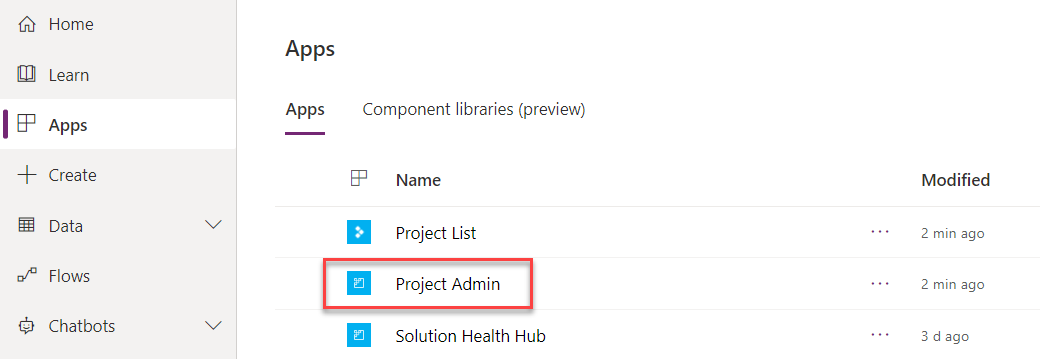 Home
Learn
Apps
Create
Data
Flows
Chatbots
Apps
Apps Component libraries (preview)
Name Modified
Project List ... 2 min ago
Project Admin ... 2 min ago
Solution Health Hub ... 3 d ago